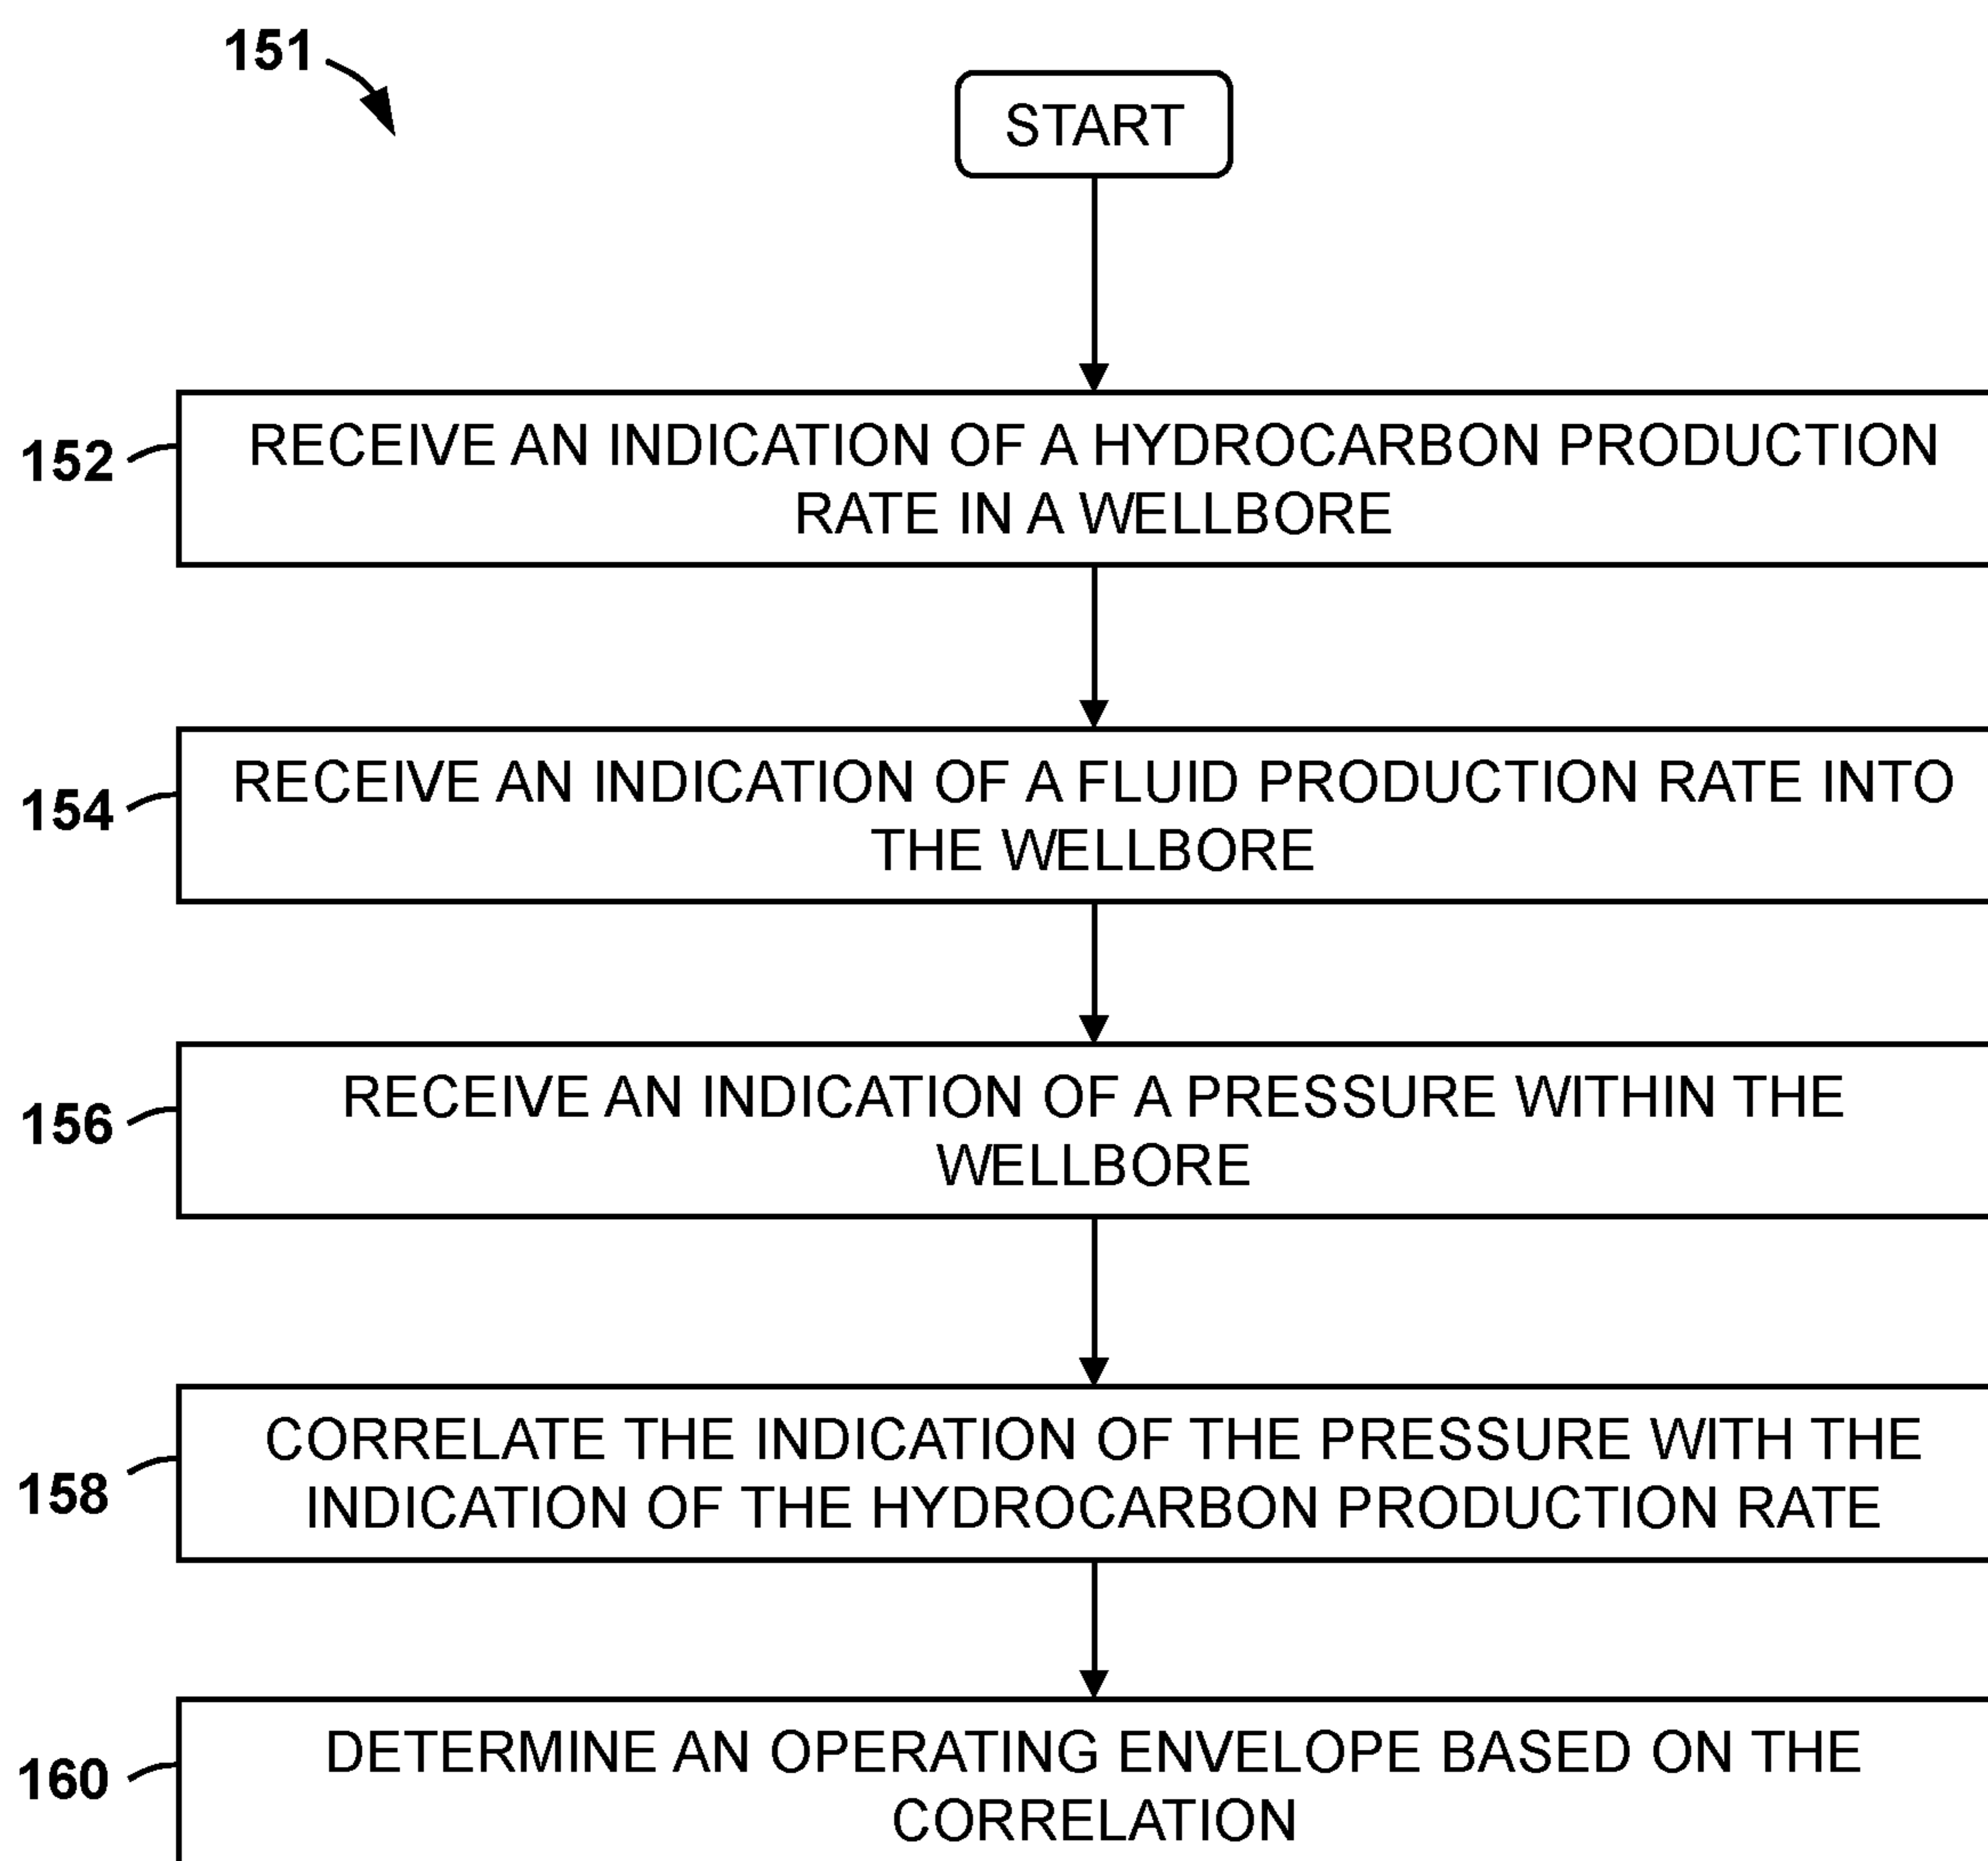 151
START
152
RECEIVE AN INDICATION OF A HYDROCARBON PRODUCTION
RATE IN A WELLBORE
154
RECEIVE AN INDICATION OF A FLUID PRODUCTION RATE INTO
THE WELLBORE
156
RECEIVE AN INDICATION OF A PRESSURE WITHIN THE
WELLBORE
158
CORRELATE THE INDICATION OF THE PRESSURE WITH THE
INDICATION OF THE HYDROCARBON PRODUCTION RATE
160
DETERMINE AN OPERATING ENVELOPE BASED ON THE
CORRELATION